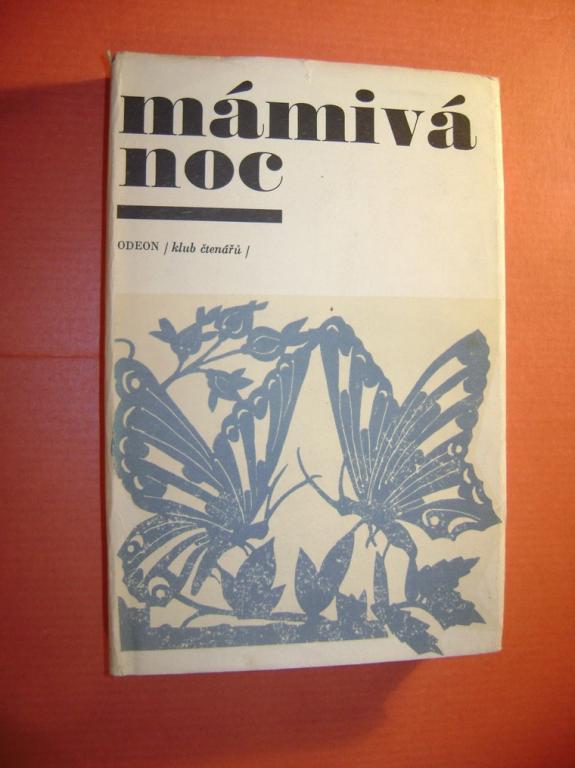 mámivá
noc
ODEON / klub čtenářů /